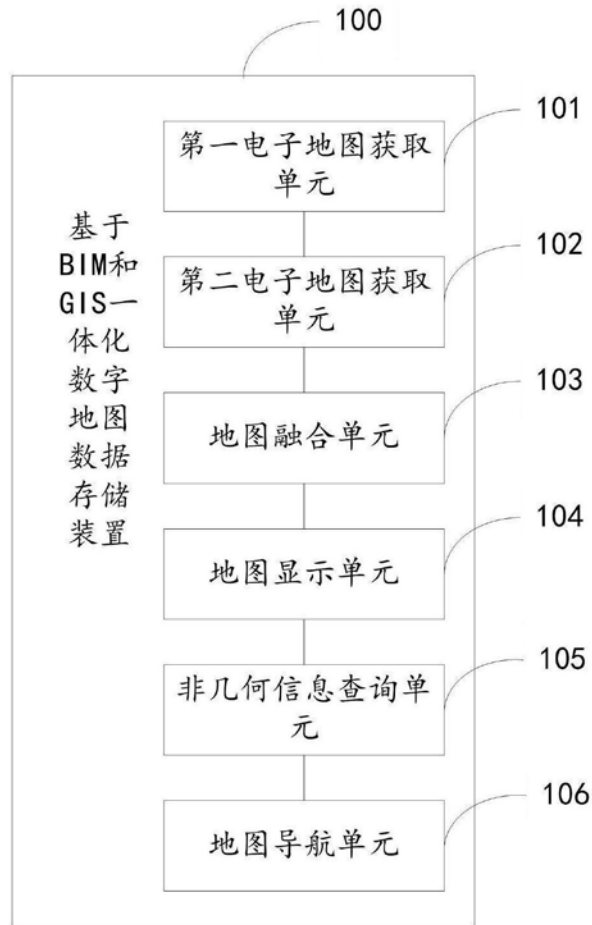 100
101
第一电子地图获取
单元
102
第二电子地图获取
单元
基于
BIM和
GIS一
体化
数字
地图
数据
存储
装置
103
地图融合单元
104
地图显示单元
105
非几何信息查询单
元
106
地图导航单元